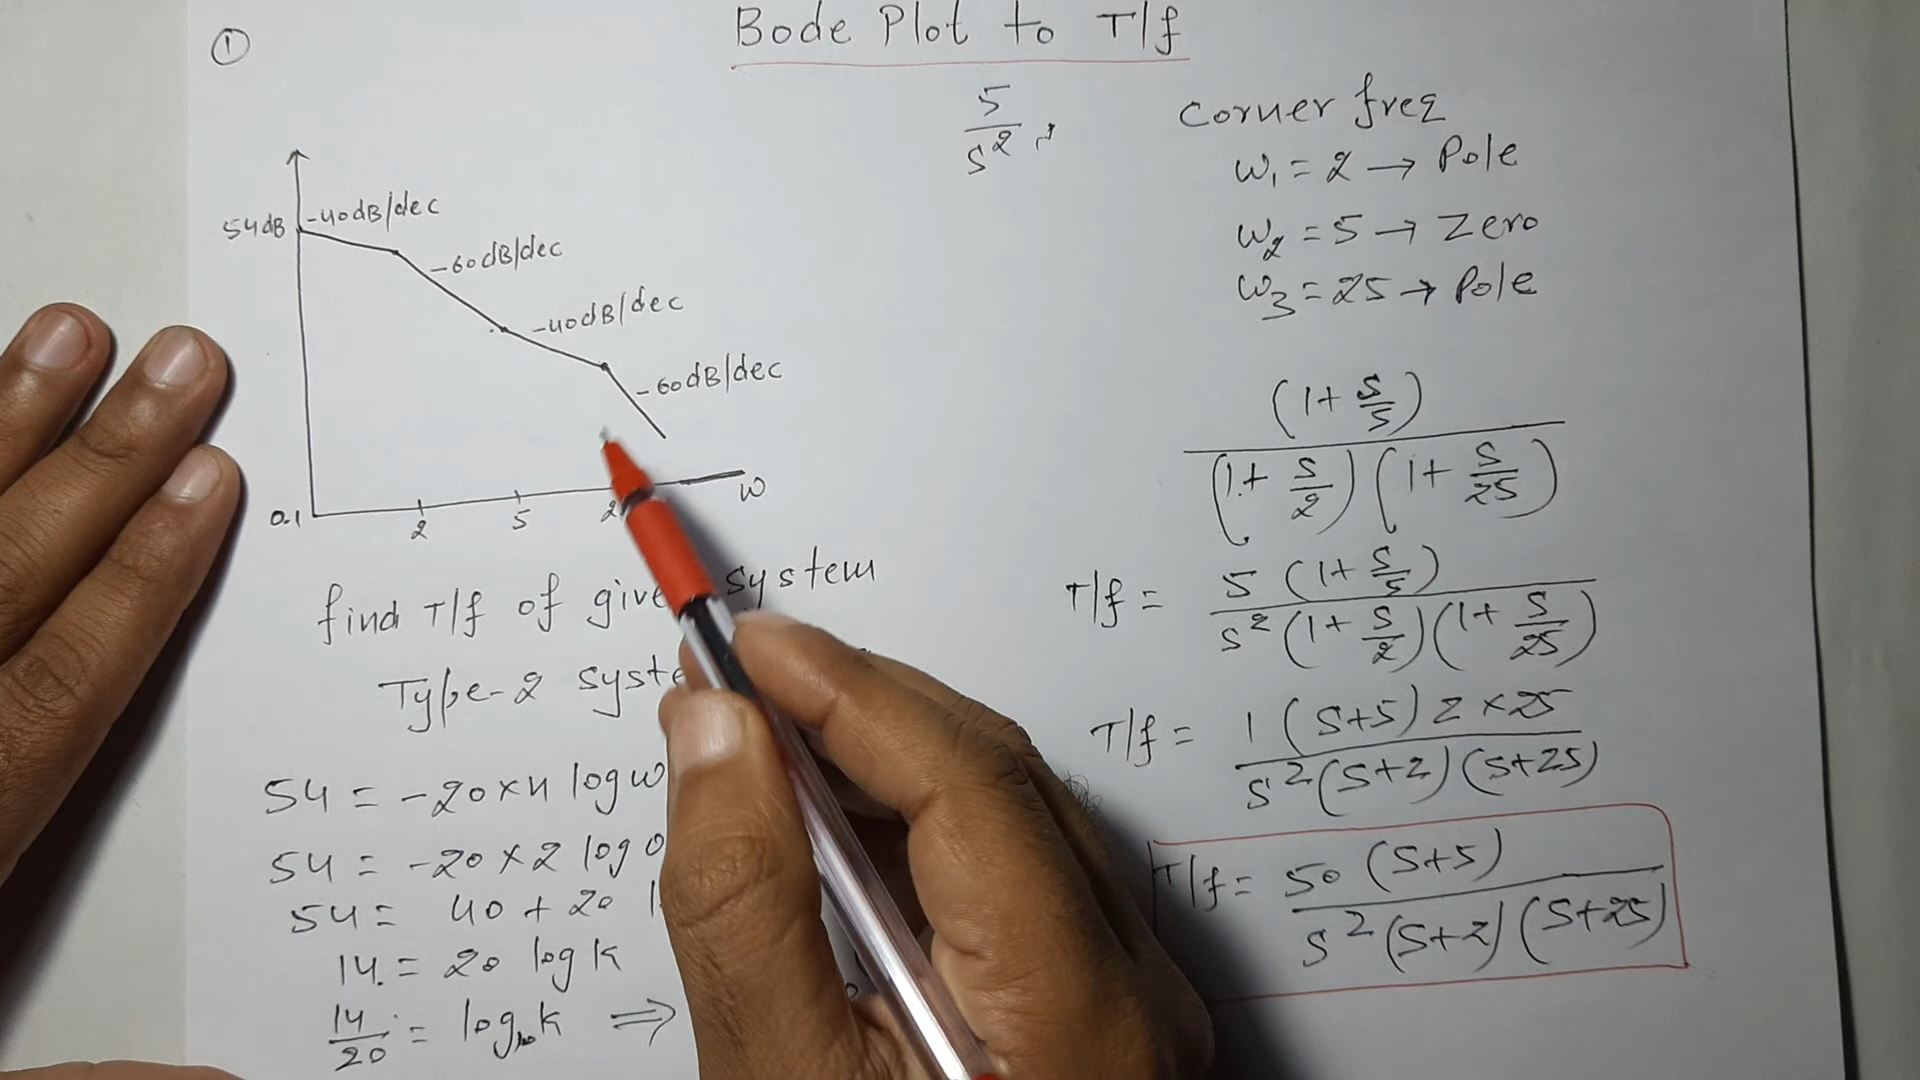 ①
Bode Plot to T/f
5
s²
Corner freq
ω₁ = 2 → Pole
ω₂ = 5 → Zero
ω₃ = 25 → Pole
54dB
-40dB/dec
-60dB/dec
-40dB/dec
-60dB/dec
0.1
2
5
2
ω
find T/f of given system
Type-2
54 = -20×n log ω
54 = -20×2 log 0
54 = 40 + 20
14 = 20 log k
14/20 = log₁₀k ⇒
(1+ s/5)
(1+ s/2)(1+ s/25)
T/f = 5 (1+ s/5)
s² (1+ s/2)(1+ s/25)
T/f = 1 (s+5) 2×25
s²(s+2)(s+25)
T/f = 50 (s+5)
s²(s+2)(s+25)